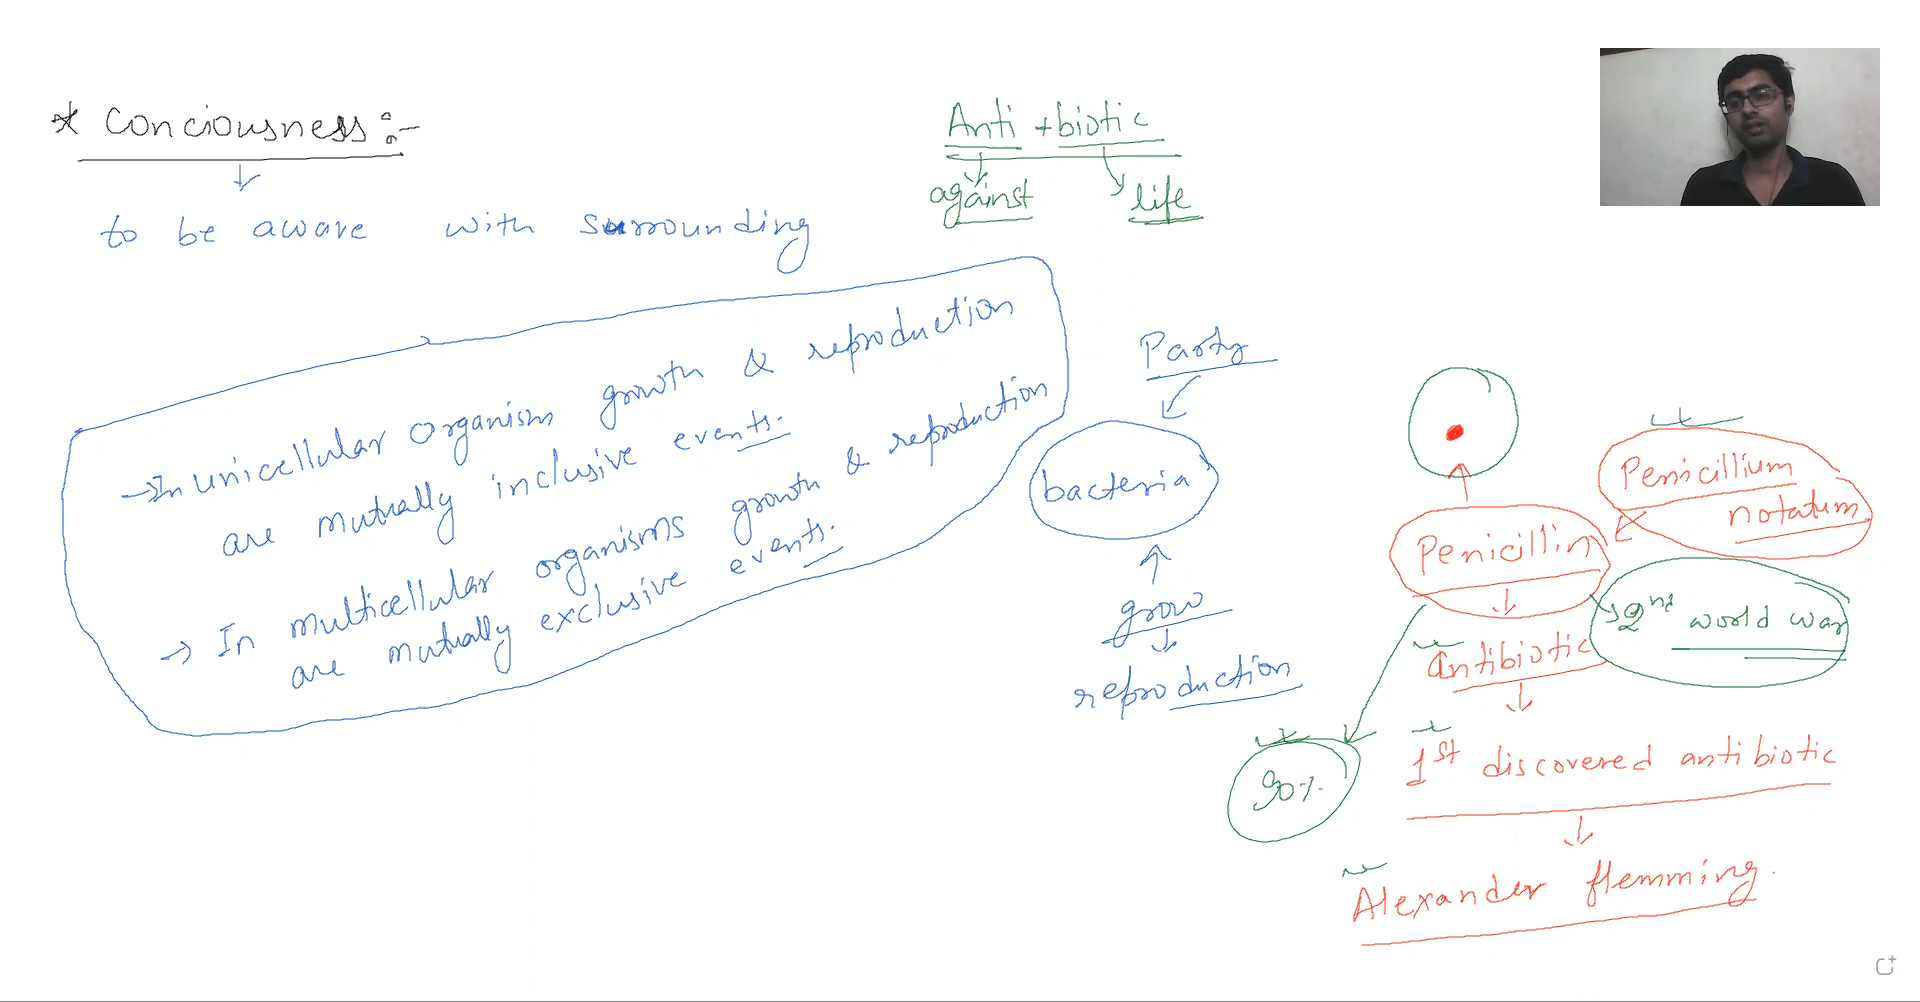 * Conciousness:-
to be aware with surrounding
Anti + biotic
against life
→ In unicellular organism growth & reproduction
are mutually inclusive events.
→ In multicellular organisms growth & reproduction
are mutually exclusive events.
Party
bacteria
grow
reproduction
Penicillium
notatum
Penicillin
2nd world war
Antibiotic
90%.
1st discovered antibiotic
Alexander flemming.